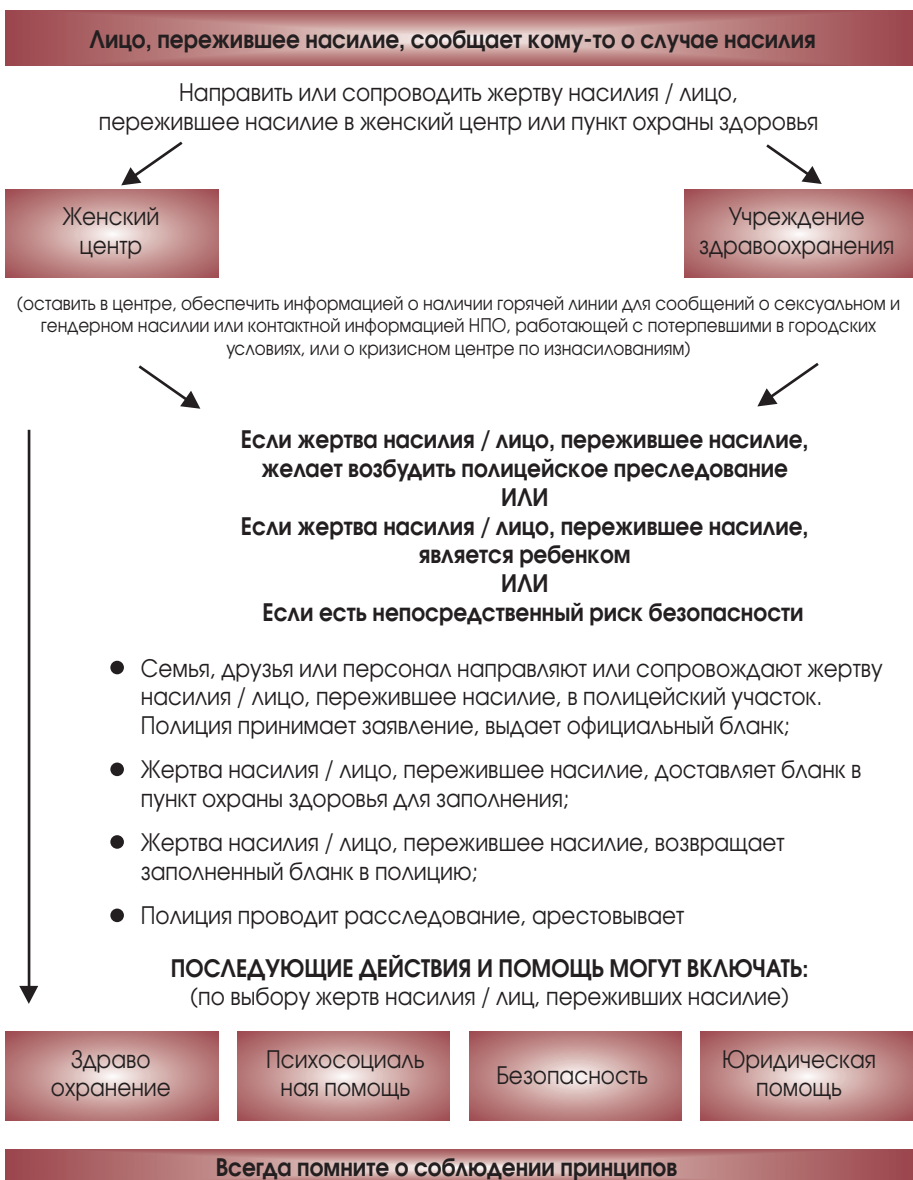 Лицо, пережившее насилие, сообщает кому-то о случае насилия
Направить или сопроводить жертву насилия / лицо,
пережившее насилие в женский центр или пункт охраны здоровья
Женский
центр
Учреждение
здравоохранения
(оставить в центре, обеспечить информацией о наличии горячей линии для сообщений о сексуальном и
гендерном насилии или контактной информацией НПО, работающей с потерпевшими в городских
условиях, или о кризисном центре по изнасилованиям)
Если жертва насилия / лицо, пережившее насилие,
желает возбудить полицейское преследование
ИЛИ
Если жертва насилия / лицо, пережившее насилие,
является ребенком
ИЛИ
Если есть непосредственный риск безопасности
● Семья, друзья или персонал направляют или сопровождают жертву
насилия / лицо, пережившее насилие, в полицейский участок.
Полиция принимает заявление, выдает официальный бланк;
● Жертва насилия / лицо, пережившее насилие, доставляет бланк в
пункт охраны здоровья для заполнения;
● Жертва насилия / лицо, пережившее насилие, возвращает
заполненный бланк в полицию;
● Полиция проводит расследование, арестовывает
ПОСЛЕДУЮЩИЕ ДЕЙСТВИЯ И ПОМОЩЬ МОГУТ ВКЛЮЧАТЬ:
(по выбору жертв насилия / лиц, переживших насилие)
Здраво
охранение
Психосоциаль
ная помощь
Безопасность
Юридическая
помощь
Всегда помните о соблюдении принципов